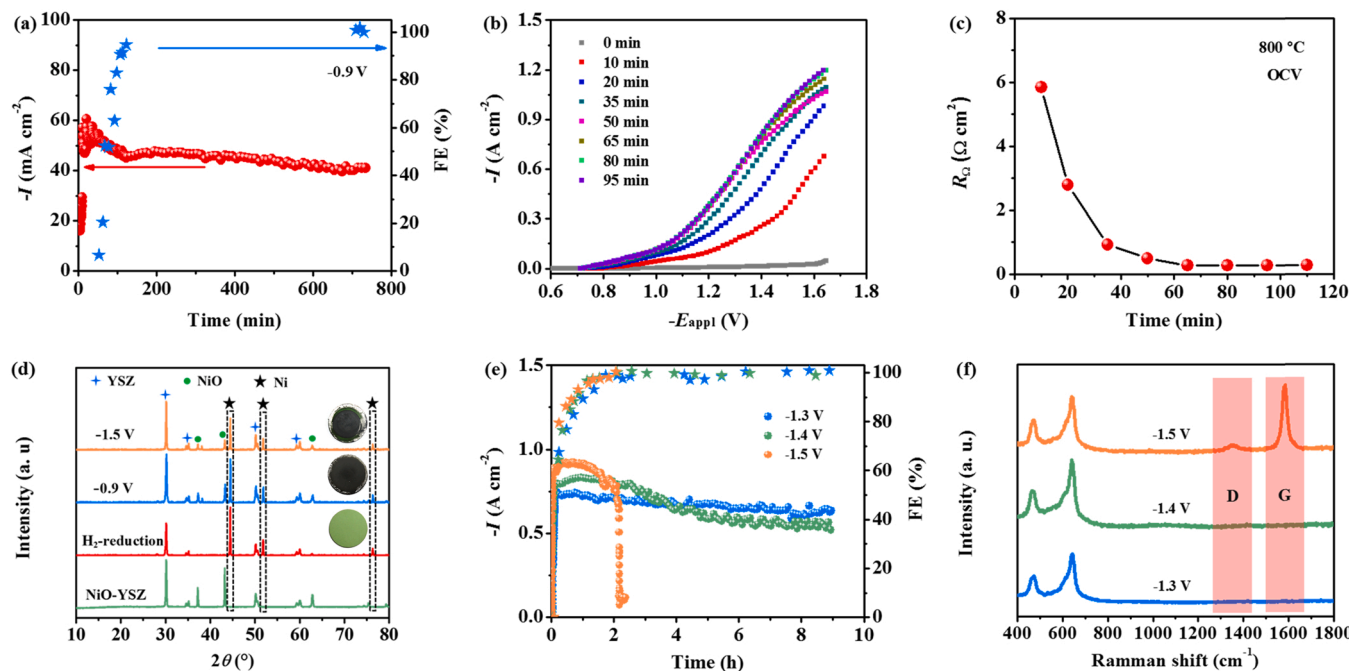 (a)
100
80
60
40
20
0
-I (mA cm-2)
0 200 400 600 800
Time (min)
100
80
60
40
20
0
FE (%)
-0.9 V
(b)
1.5
1.2
0.9
0.6
0.3
0.0
-I (A cm-2)
0 min
10 min
20 min
35 min
50 min
65 min
80 min
95 min
0.6 0.8 1.0 1.2 1.4 1.6 1.8
-Eappl (V)
(c)
8
6
4
2
0
RΩ (Ω cm2)
800 °C
OCV
0 20 40 60 80 100 120
Time (min)
(d)
YSZ NiO Ni
-1.5 V
-0.9 V
H2-reduction
NiO-YSZ
Intensity (a. u)
10 20 30 40 50 60 70 80
2θ (°)
(e)
1.5
1.0
0.5
0.0
-I (A cm-2)
-1.3 V
-1.4 V
-1.5 V
100
80
60
40
20
0
FE (%)
0 2 4 6 8 10
Time (h)
(f)
-1.5 V
-1.4 V
-1.3 V
D G
Intensity (a. u.)
400 600 800 1000 1200 1400 1600 1800
Ramman shift (cm-1)